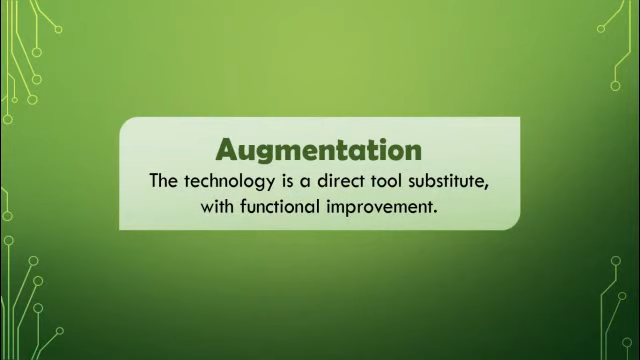 Augmentation
The technology is a direct tool substitute,
with functional improvement.